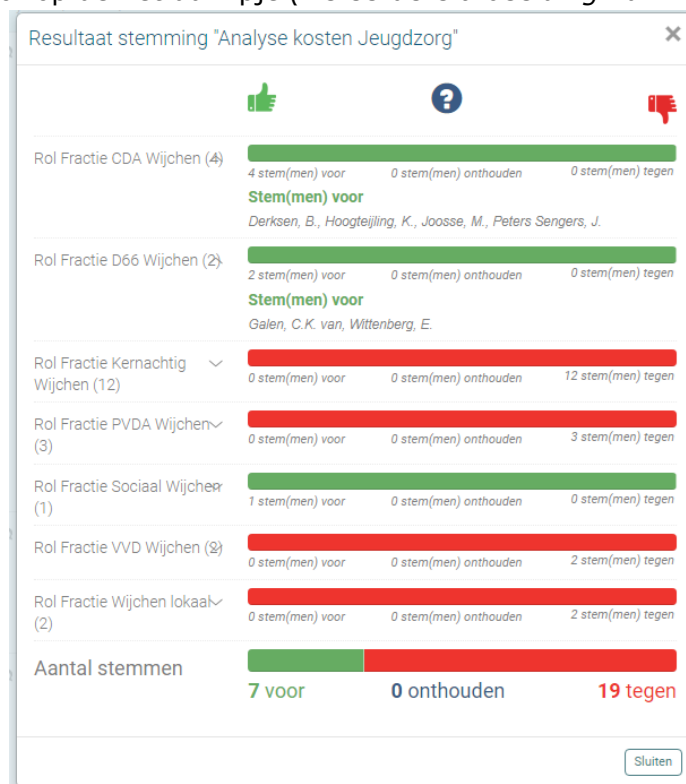 Resultaat stemming "Analyse kosten Jeugdzorg" ×
Rol Fractie CDA Wijchen (4)
4 stem(men) voor 0 stem(men) onthouden 0 stem(men) tegen
Stem(men) voor
Derksen, B., Hoogteijling, K., Joosse, M., Peters Sengers, J.
Rol Fractie D66 Wijchen (2)
2 stem(men) voor 0 stem(men) onthouden 0 stem(men) tegen
Stem(men) voor
Galen, C.K. van, Wittenberg, E.
Rol Fractie Kernachtig
Wijchen (12)
0 stem(men) voor 0 stem(men) onthouden 12 stem(men) tegen
Rol Fractie PVDA Wijchen
(3)
0 stem(men) voor 0 stem(men) onthouden 3 stem(men) tegen
Rol Fractie Sociaal Wijchen
(1)
1 stem(men) voor 0 stem(men) onthouden 0 stem(men) tegen
Rol Fractie VVD Wijchen (2)
0 stem(men) voor 0 stem(men) onthouden 2 stem(men) tegen
Rol Fractie Wijchen lokaal
(2)
0 stem(men) voor 0 stem(men) onthouden 2 stem(men) tegen
Aantal stemmen
7 voor 0 onthouden 19 tegen
Sluiten